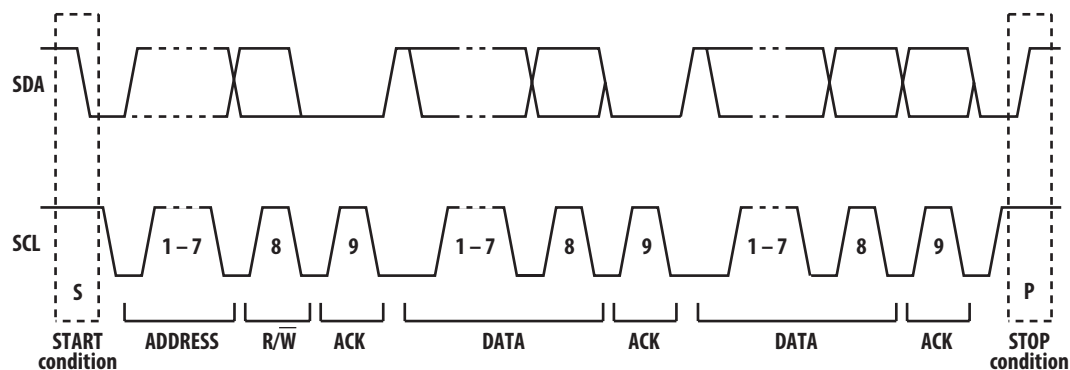 SDA
SCL
1 – 7 8 9 1 – 7 8 9 1 – 7 8 9
S P
START condition ADDRESS R/W̅ ACK DATA ACK DATA ACK STOP condition